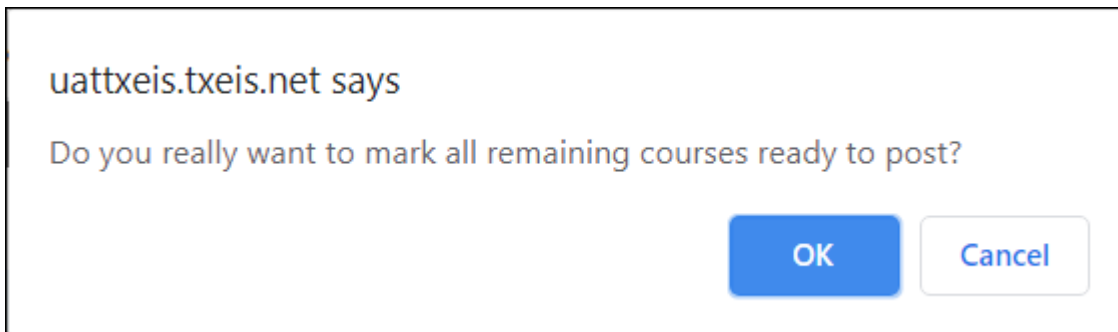 uattxeis.txeis.net says
Do you really want to mark all remaining courses ready to post?
OK
Cancel